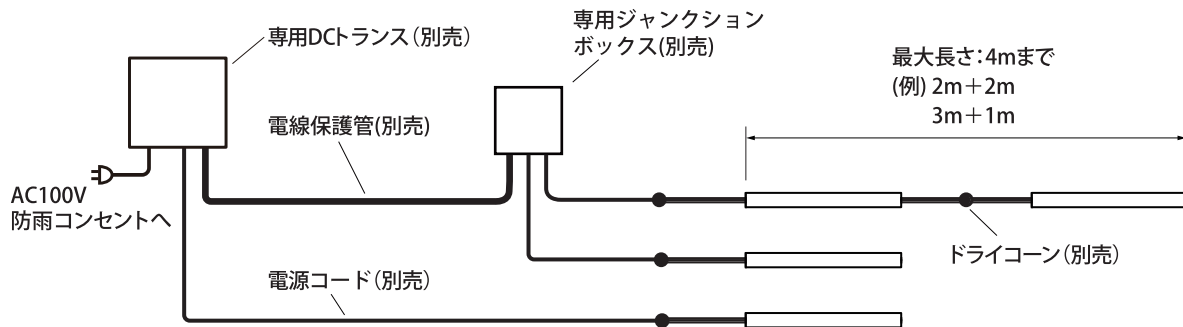 専用DCトランス（別売）
専用ジャンクション
ボックス(別売)
最大長さ：4mまで
(例) 2m＋2m
3m＋1m
電線保護管(別売)
AC100V
防雨コンセントへ
ドライコーン（別売）
電源コード（別売）